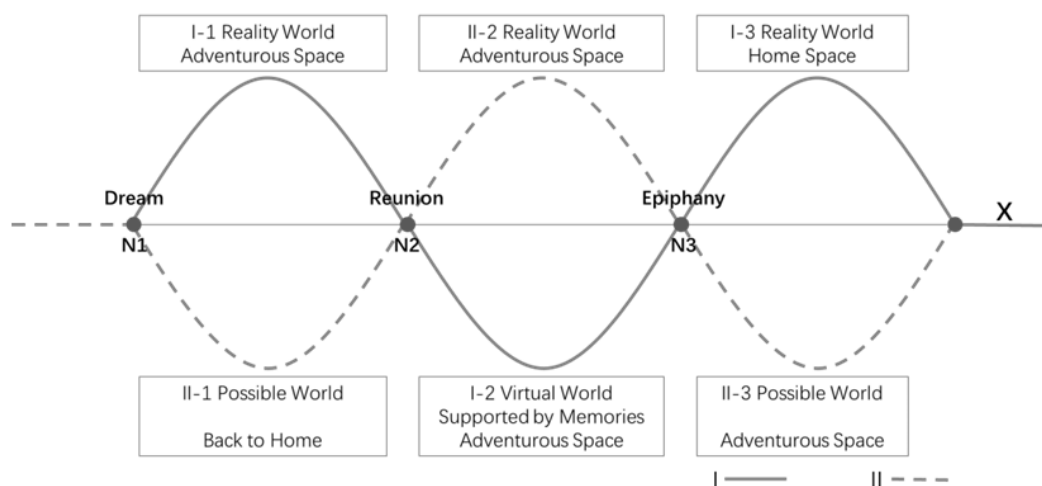 I-1 Reality World
Adventurous Space
II-2 Reality World
Adventurous Space
I-3 Reality World
Home Space
Dream
Reunion
Epiphany
X
N1
N2
N3
II-1 Possible World
Back to Home
I-2 Virtual World
Supported by Memories
Adventurous Space
II-3 Possible World
Adventurous Space
I
II